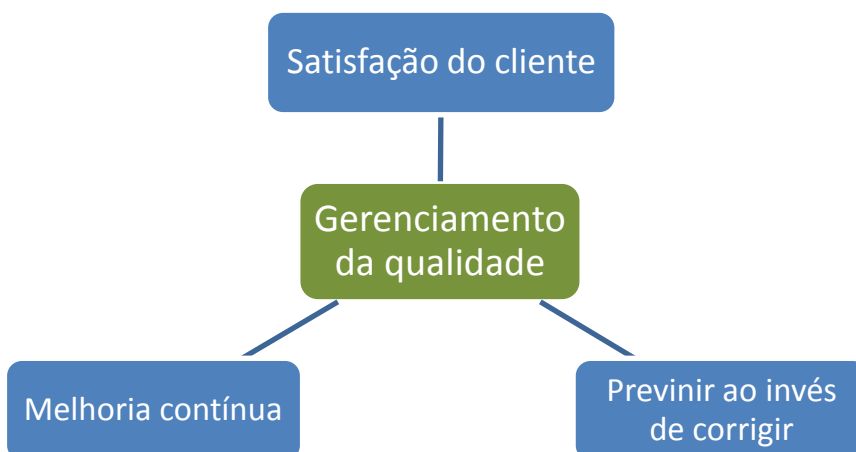 Satisfação do cliente
Gerenciamento
da qualidade
Melhoria contínua
Previnir ao invés
de corrigir